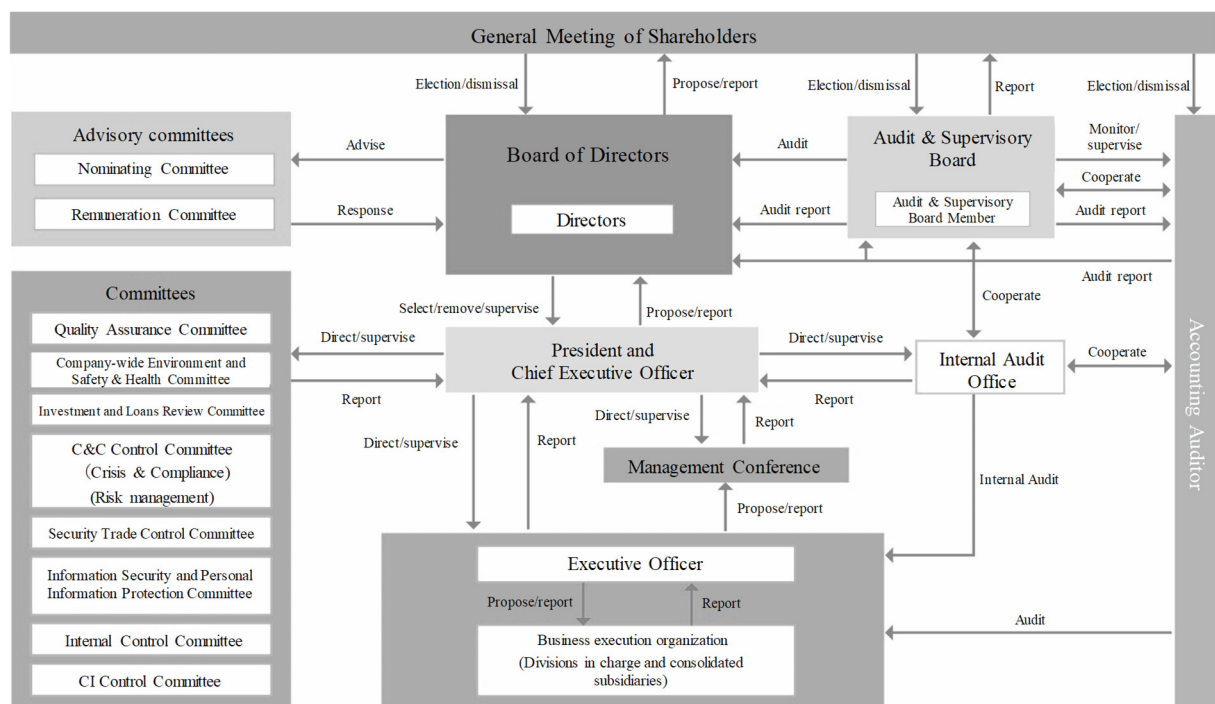 General Meeting of Shareholders
Election/dismissal
Propose/report
Election/dismissal
Report
Election/dismissal
Advisory committees
Nominating Committee
Remuneration Committee
Advise
Response
Board of Directors
Directors
Audit
Audit report
Audit & Supervisory
Board
Audit & Supervisory
Board Member
Monitor/
supervise
Cooperate
Audit report
Audit report
Accounting Auditor
Committees
Quality Assurance Committee
Company-wide Environment and
Safety & Health Committee
Investment and Loans Review Committee
C&C Control Committee
(Crisis & Compliance)
(Risk management)
Security Trade Control Committee
Information Security and Personal
Information Protection Committee
Internal Control Committee
CI Control Committee
Select/remove/supervise
Propose/report
Cooperate
Direct/supervise
Report
President and
Chief Executive Officer
Direct/supervise
Report
Internal Audit
Office
Cooperate
Direct/supervise
Report
Direct/supervise
Report
Management Conference
Internal Audit
Propose/report
Executive Officer
Propose/report
Report
Business execution organization
(Divisions in charge and consolidated
subsidiaries)
Audit